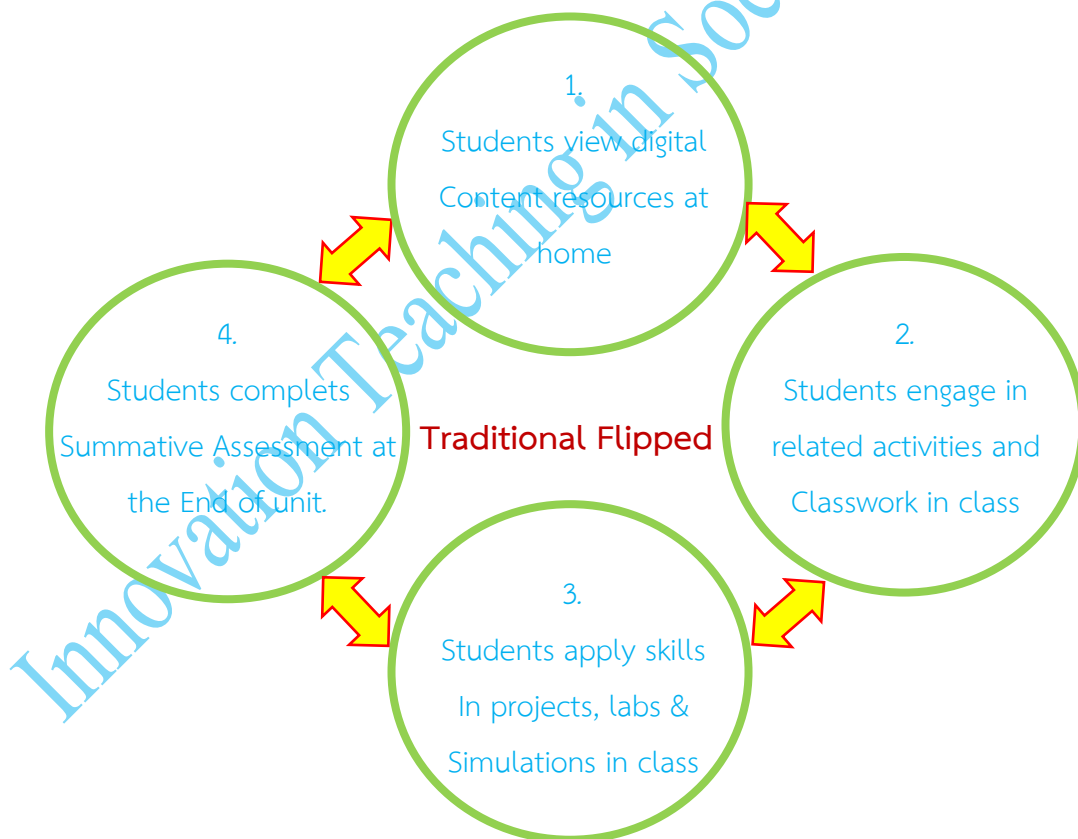 1.
Students view digital
Content resources at
home
2.
Students engage in
related activities and
Classwork in class
3.
Students apply skills
In projects, labs &
Simulations in class
4.
Students complets
Summative Assessment at
the End of unit.
Traditional Flipped
Innovation Teaching in